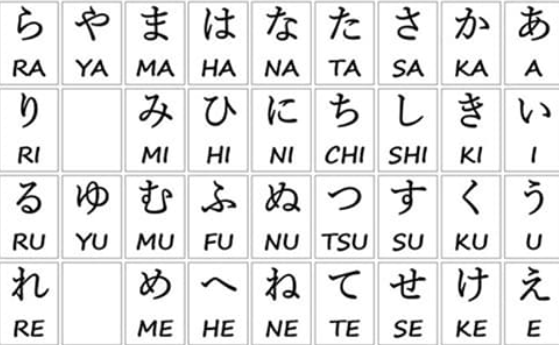 ら や ま は な た さ か あ
RA YA MA HA NA TA SA KA A
り み ひ に ち し き い
RI MI HI NI CHI SHI KI I
る ゆ む ふ ぬ つ す く う
RU YU MU FU NU TSU SU KU U
れ め へ ね て せ け え
RE ME HE NE TE SE KE E